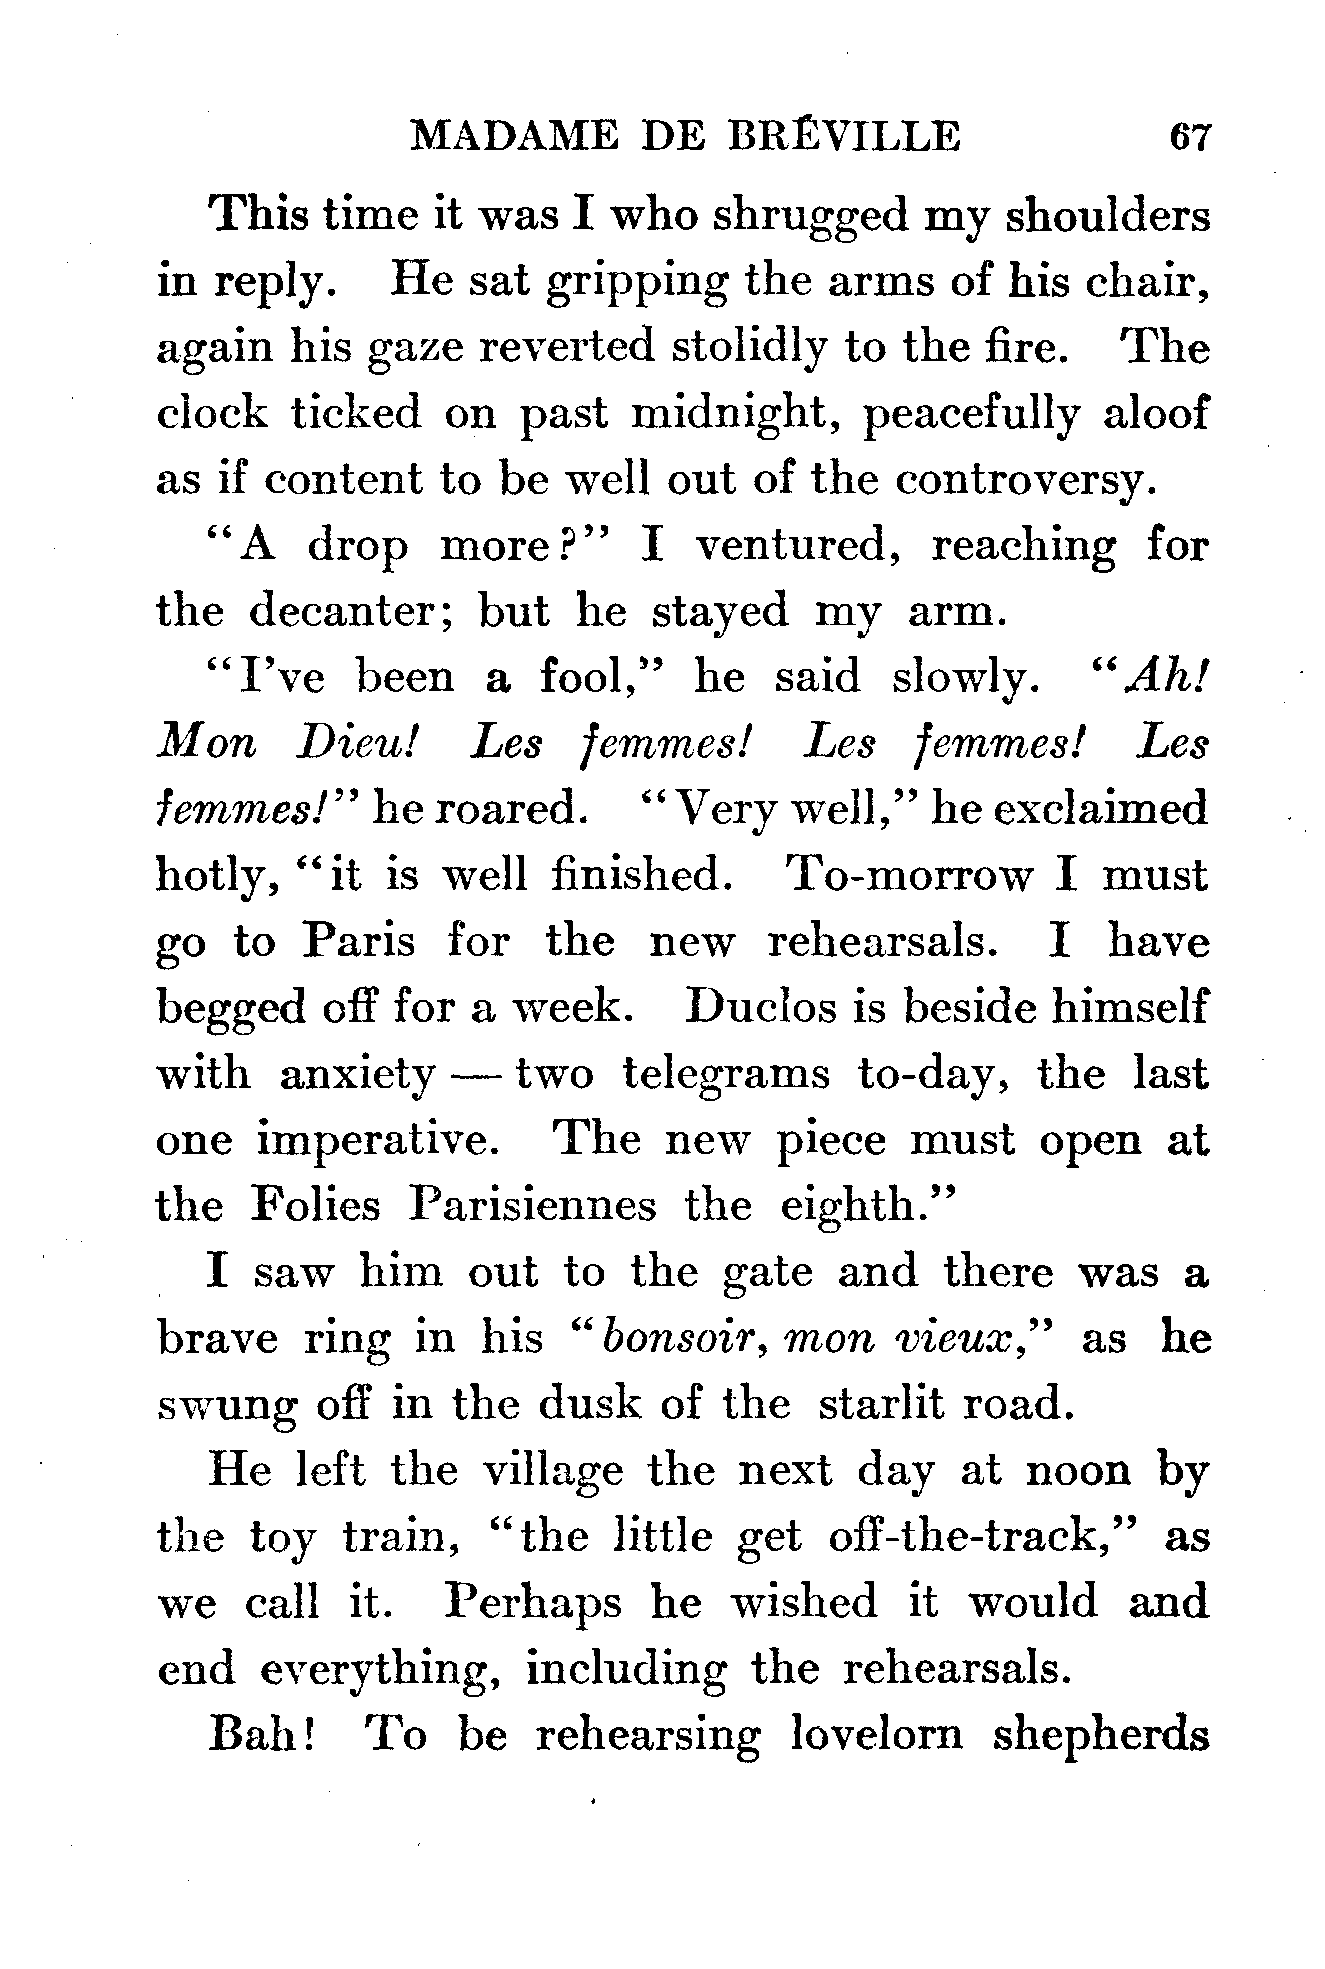 MADAME DE BRÉVILLE 67
This time it was I who shrugged my shoulders
in reply. He sat gripping the arms of his chair,
again his gaze reverted stolidly to the fire. The
clock ticked on past midnight, peacefully aloof
as if content to be well out of the controversy.
“A drop more?” I ventured, reaching for
the decanter; but he stayed my arm.
“I’ve been a fool,” he said slowly. “Ah!
Mon Dieu! Les femmes! Les femmes! Les
femmes!” he roared. “Very well,” he exclaimed
hotly, “it is well finished. To-morrow I must
go to Paris for the new rehearsals. I have
begged off for a week. Duclos is beside himself
with anxiety — two telegrams to-day, the last
one imperative. The new piece must open at
the Folies Parisiennes the eighth.”
I saw him out to the gate and there was a
brave ring in his “bonsoir, mon vieux,” as he
swung off in the dusk of the starlit road.
He left the village the next day at noon by
the toy train, “the little get off-the-track,” as
we call it. Perhaps he wished it would and
end everything, including the rehearsals.
Bah! To be rehearsing lovelorn shepherds